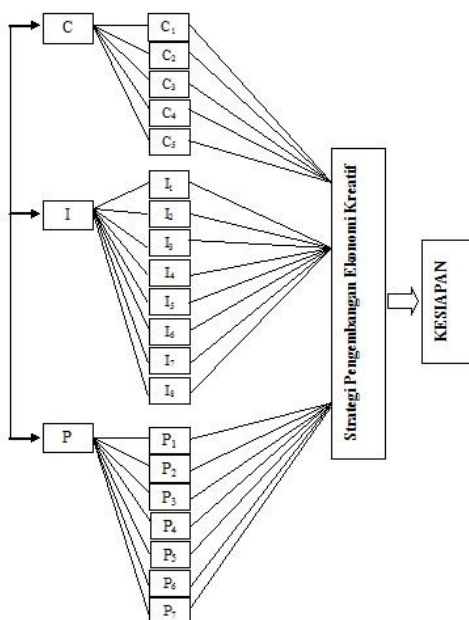 C
C₁
C₂
C₃
C₄
C₅
I
I₁
I₂
I₃
I₄
I₅
I₆
I₇
I₈
P
P₁
P₂
P₃
P₄
P₅
P₆
P₇
Strategi Pengembangan Ekonomi Kreatif
KESIAPAN